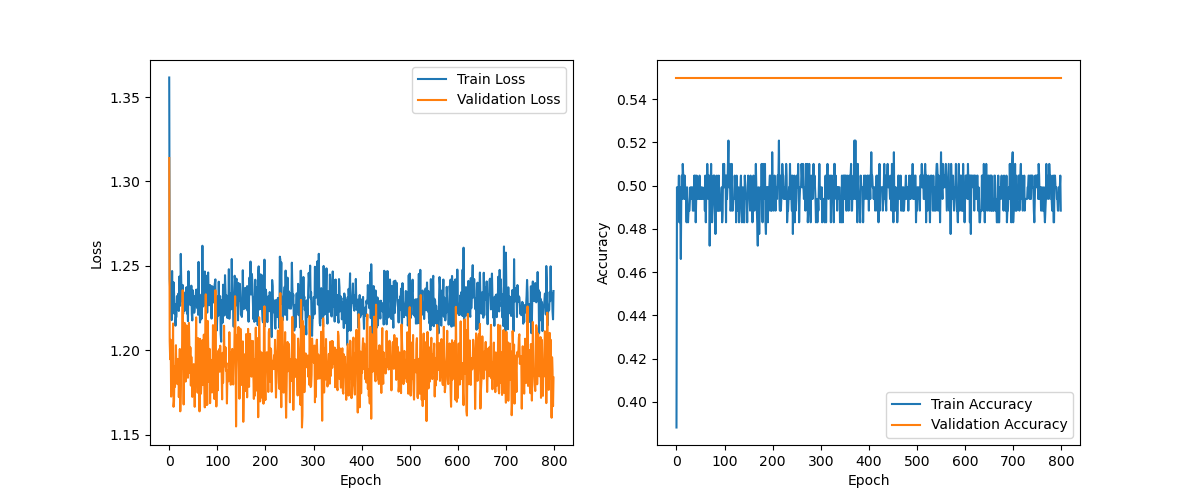 Train Loss
Validation Loss
1.35
1.30
1.25
1.20
1.15
Loss
0 100 200 300 400 500 600 700 800
Epoch
0.54
0.52
0.50
0.48
0.46
0.44
0.42
0.40
Accuracy
Train Accuracy
Validation Accuracy
0 100 200 300 400 500 600 700 800
Epoch